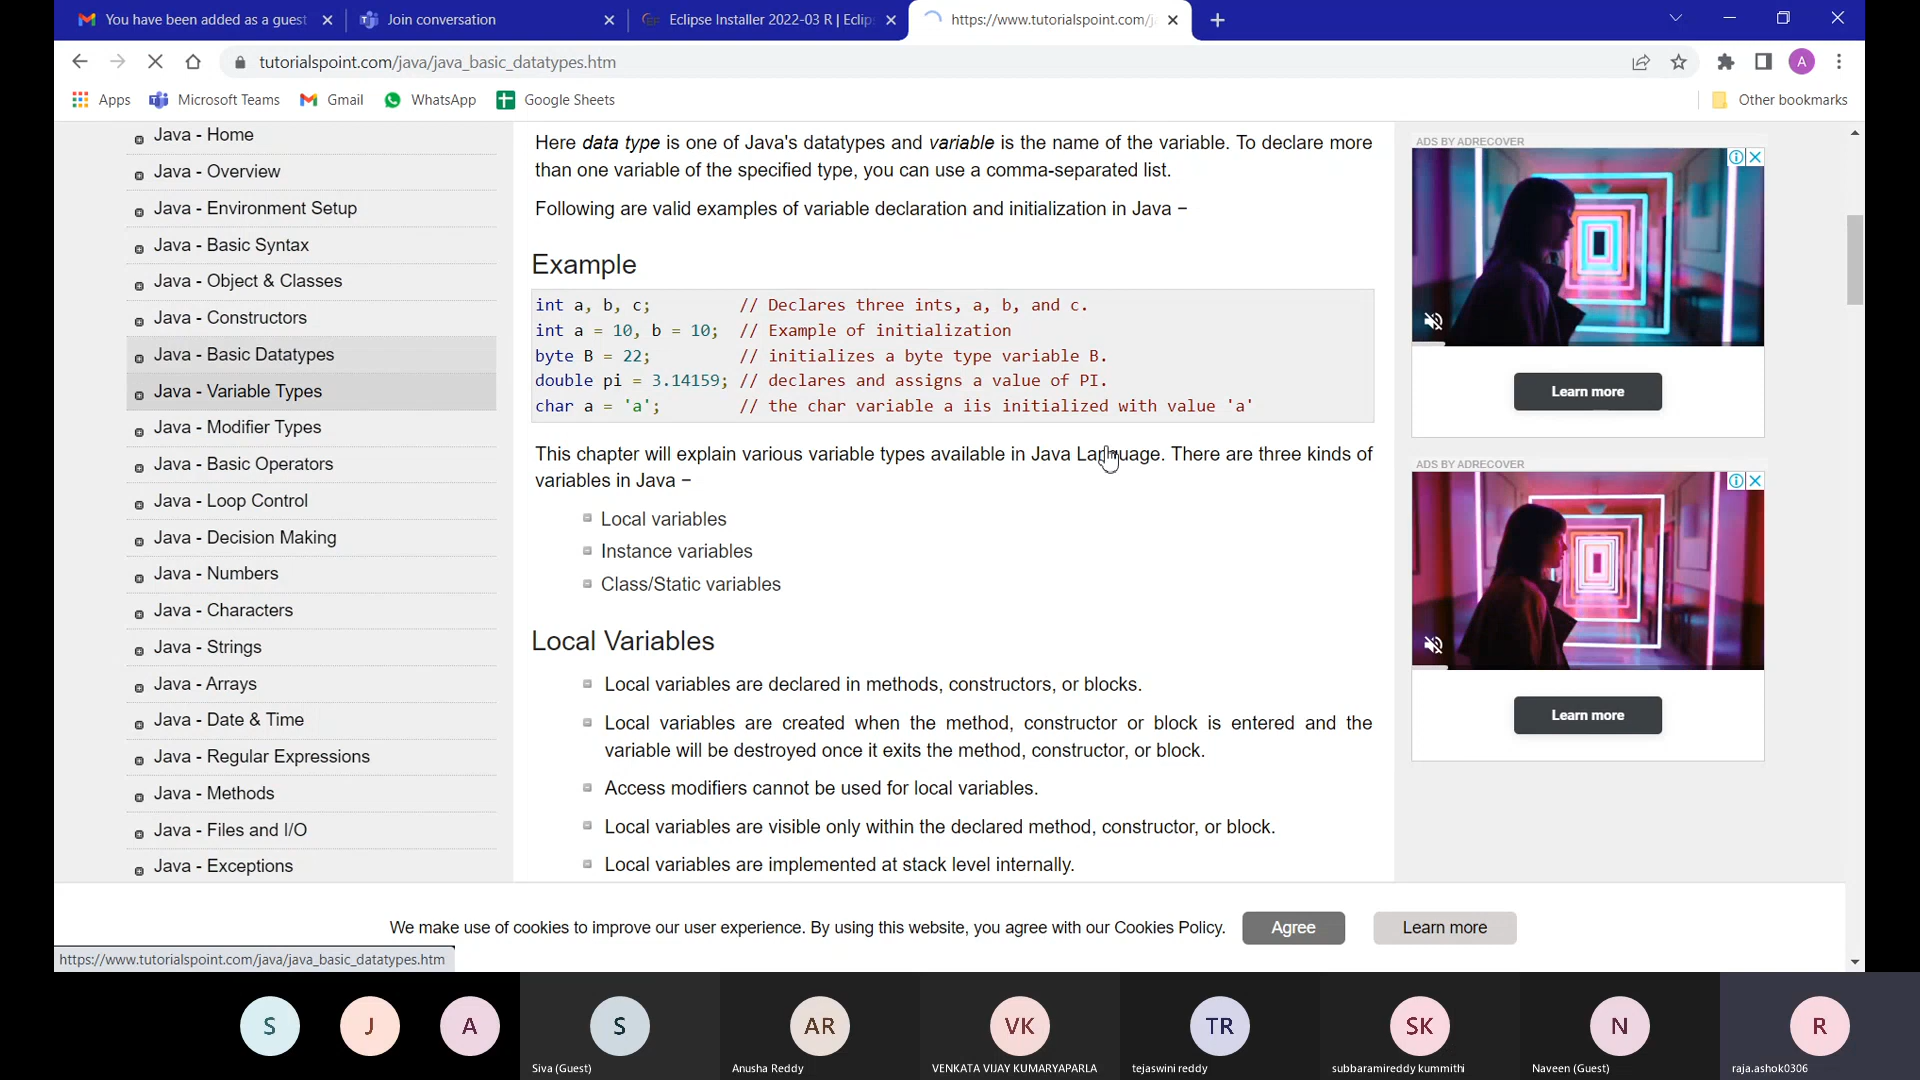 You have been added as a guest
Join conversation
Eclipse Installer 2022-03 R | Eclip
https://www.tutorialspoint.com/j
tutorialspoint.com/java/java_basic_datatypes.htm
A
Apps
Microsoft Teams
Gmail
WhatsApp
Google Sheets
Other bookmarks
Java - Home
Java - Overview
Java - Environment Setup
Java - Basic Syntax
Java - Object & Classes
Java - Constructors
Java - Basic Datatypes
Java - Variable Types
Java - Modifier Types
Java - Basic Operators
Java - Loop Control
Java - Decision Making
Java - Numbers
Java - Characters
Java - Strings
Java - Arrays
Java - Date & Time
Java - Regular Expressions
Java - Methods
Java - Files and I/O
Java - Exceptions
Here data type is one of Java's datatypes and variable is the name of the variable. To declare more
than one variable of the specified type, you can use a comma-separated list.
Following are valid examples of variable declaration and initialization in Java −
Example
int a, b, c;         // Declares three ints, a, b, and c.
int a = 10, b = 10;  // Example of initialization
byte B = 22;         // initializes a byte type variable B.
double pi = 3.14159; // declares and assigns a value of PI.
char a = 'a';        // the char variable a iis initialized with value 'a'
This chapter will explain various variable types available in Java Language. There are three kinds of
variables in Java −
Local variables
Instance variables
Class/Static variables
Local Variables
Local variables are declared in methods, constructors, or blocks.
Local variables are created when the method, constructor or block is entered and the
variable will be destroyed once it exits the method, constructor, or block.
Access modifiers cannot be used for local variables.
Local variables are visible only within the declared method, constructor, or block.
Local variables are implemented at stack level internally.
ADS BY ADRECOVER
Learn more
ADS BY ADRECOVER
Learn more
We make use of cookies to improve our user experience. By using this website, you agree with our Cookies Policy.
Agree
Learn more
https://www.tutorialspoint.com/java/java_basic_datatypes.htm
S
J
A
S
Siva (Guest)
AR
Anusha Reddy
VK
VENKATA VIJAY KUMARYAPARLA
TR
tejaswini reddy
SK
subbaramireddy kummithi
N
Naveen (Guest)
R
raja.ashok0306